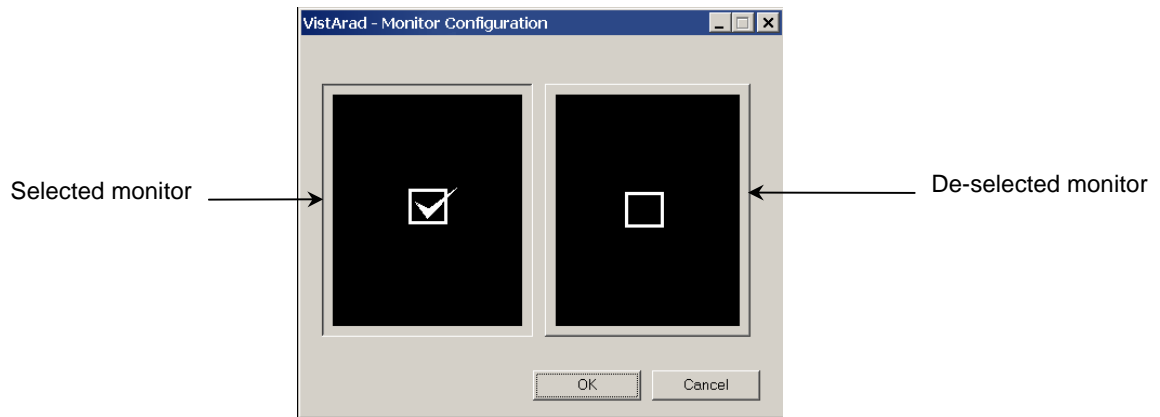 VistArad - Monitor Configuration
Selected monitor
De-selected monitor
OK
Cancel